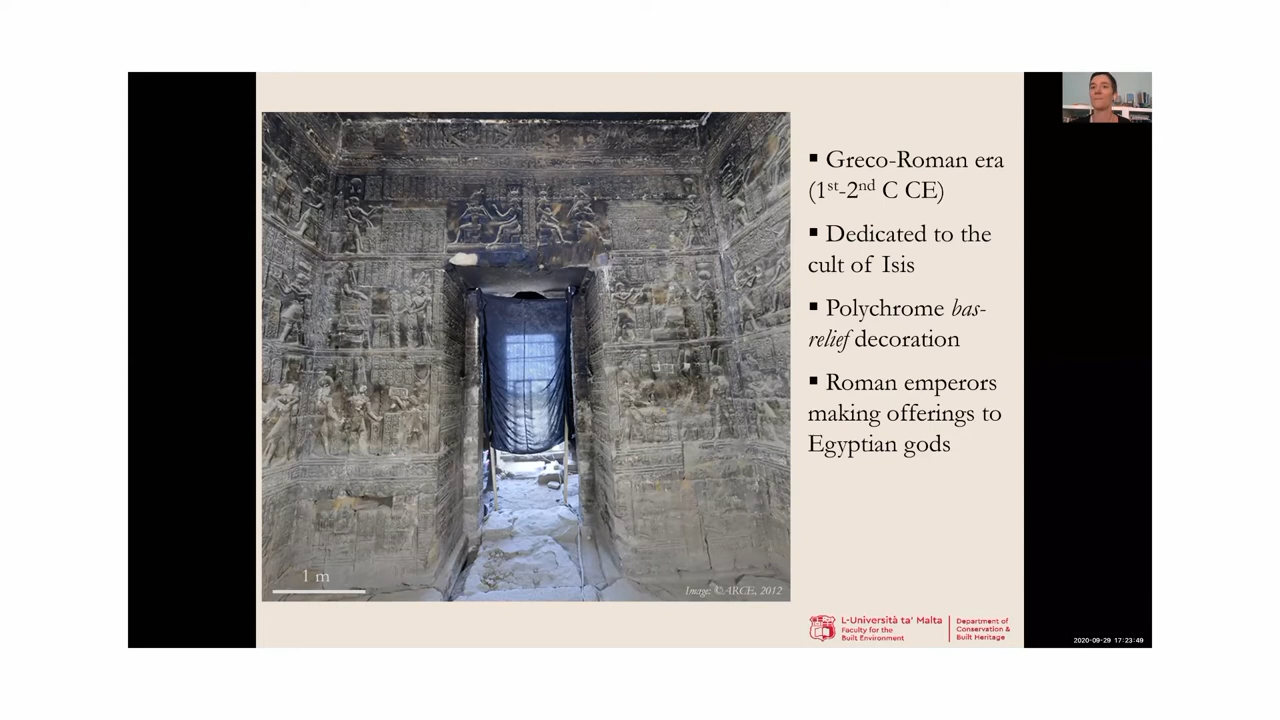 ▪ Greco-Roman era
(1st-2nd C CE)
▪ Dedicated to the
cult of Isis
▪ Polychrome bas-
relief decoration
▪ Roman emperors
making offerings to
Egyptian gods
1 m
Image: ©ARCE, 2012
L-Università ta' Malta
Faculty for the
Built Environment
Department of
Conservation &
Built Heritage
2020-09-29 17:23:49